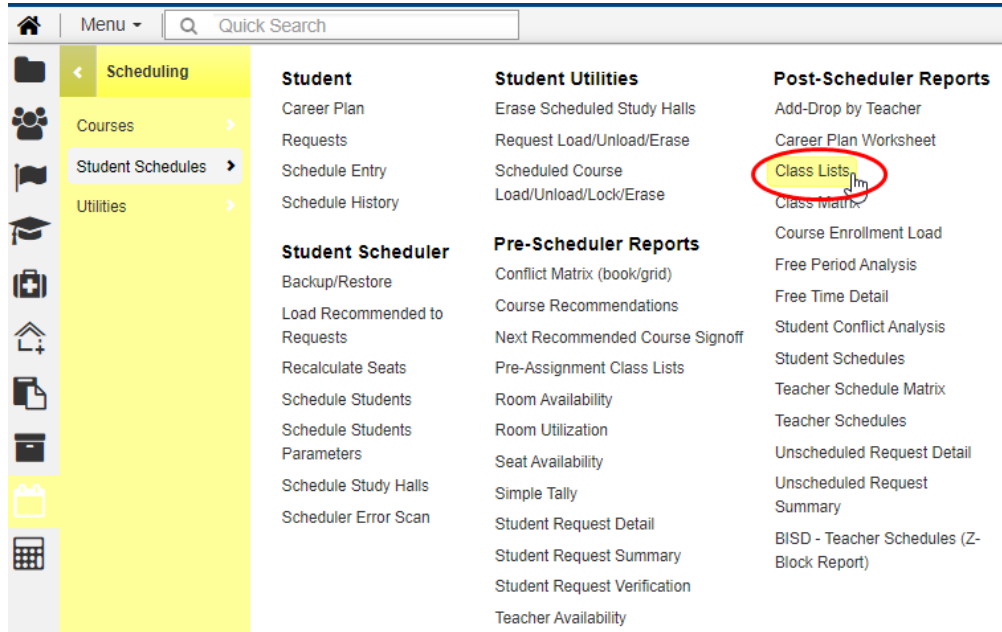 Menu
Quick Search
Scheduling
Courses
Student Schedules
Utilities
Student
Career Plan
Requests
Schedule Entry
Schedule History
Student Scheduler
Backup/Restore
Load Recommended to
Requests
Recalculate Seats
Schedule Students
Schedule Students
Parameters
Schedule Study Halls
Scheduler Error Scan
Student Utilities
Erase Scheduled Study Halls
Request Load/Unload/Erase
Scheduled Course
Load/Unload/Lock/Erase
Pre-Scheduler Reports
Conflict Matrix (book/grid)
Course Recommendations
Next Recommended Course Signoff
Pre-Assignment Class Lists
Room Availability
Room Utilization
Seat Availability
Simple Tally
Student Request Detail
Student Request Summary
Student Request Verification
Teacher Availability
Post-Scheduler Reports
Add-Drop by Teacher
Career Plan Worksheet
Class Lists
Class Matrix
Course Enrollment Load
Free Period Analysis
Free Time Detail
Student Conflict Analysis
Student Schedules
Teacher Schedule Matrix
Teacher Schedules
Unscheduled Request Detail
Unscheduled Request
Summary
BISD - Teacher Schedules (Z-
Block Report)